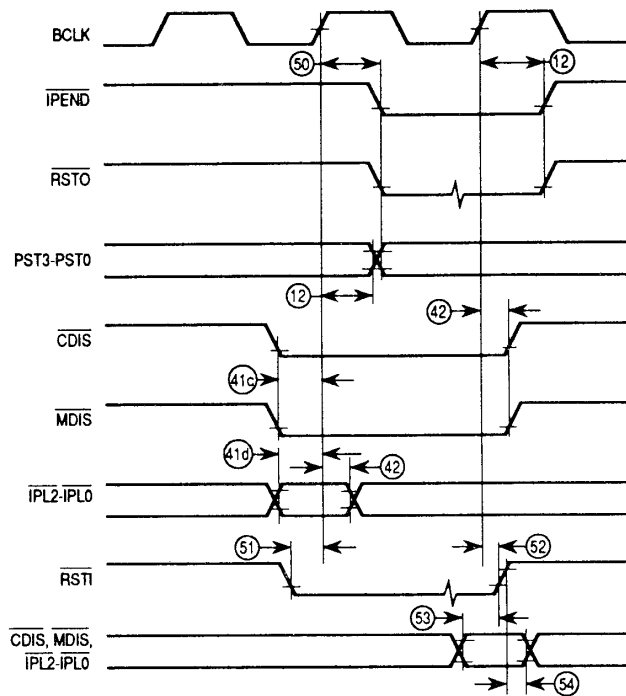 BCLK
50
12
IPEND
RSTO
PST3-PST0
12
42
CDIS
41c
MDIS
41d
42
IPL2-IPL0
51
52
RSTI
53
CDIS, MDIS,
IPL2-IPL0
54